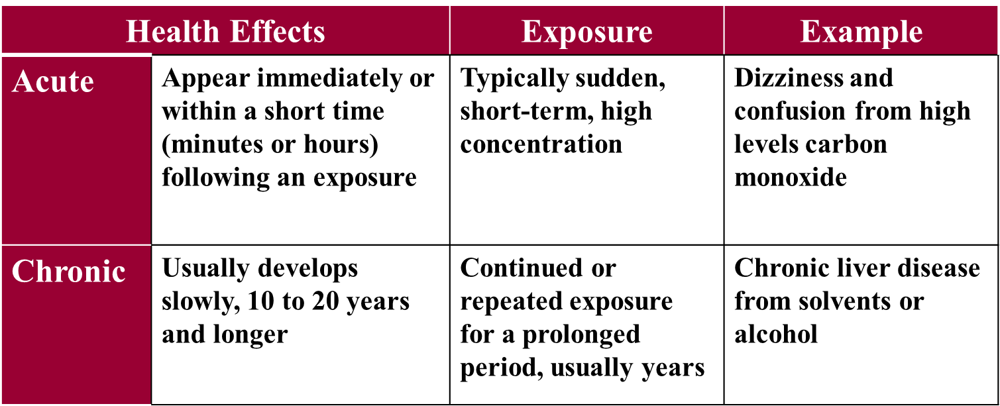 Health Effects
Exposure
Example
Acute
Appear immediately or
within a short time
(minutes or hours)
following an exposure
Typically sudden,
short-term, high
concentration
Dizziness and
confusion from high
levels carbon
monoxide
Chronic
Usually develops
slowly, 10 to 20 years
and longer
Continued or
repeated exposure
for a prolonged
period, usually years
Chronic liver disease
from solvents or
alcohol